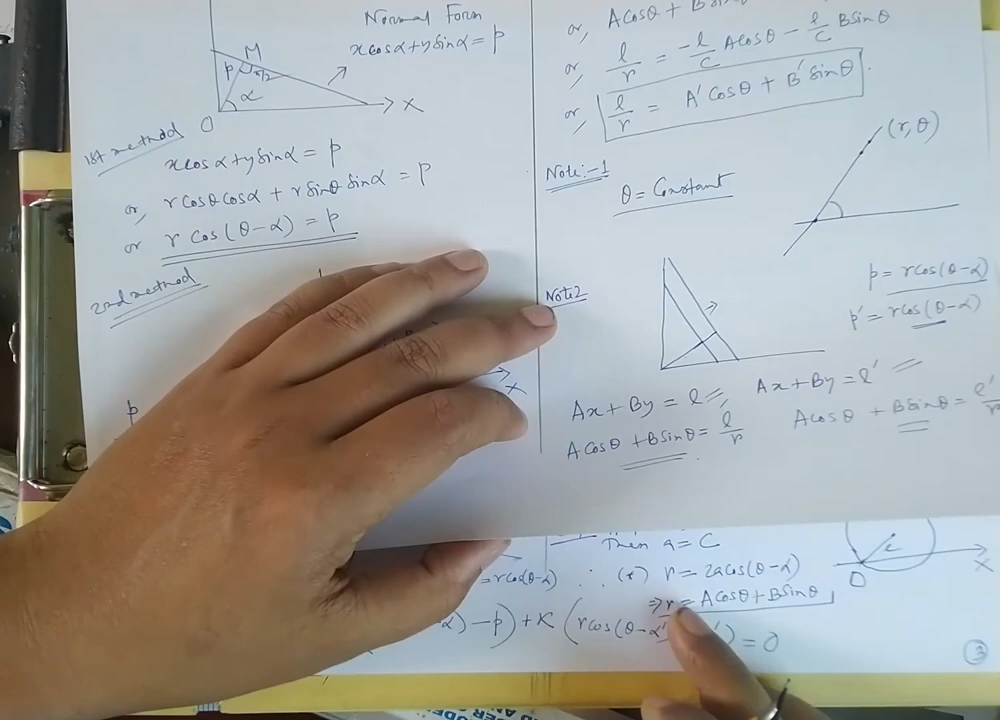 Normal Form
x cos α + y sin α = p
M
p
π/2
α
X
O
1st method
x cos α + y sin α = p
or, r cos θ cos α + r sin θ sin α = p
or r cos (θ - α) = p
2nd method
X
p
or, A cos θ +
or, l/r = -l/c A cos θ - l/c B sin θ
or, l/r = A' cos θ + B' sin θ.
Note:-1
θ = Constant
(r, θ)
Note2
p = r cos (θ - α)
p' = r cos (θ - α)
Ax + By = l, Ax + By = l'
A cos θ + B sin θ = l/r
A cos θ + B sin θ = l'/r
Then a = C
= r cos (θ - α) ∴ (*) r = 2a cos (θ - α)
⇒ r = A cos θ + B sin θ
α) - p) + K (r cos (θ - α' ') = 0
O
X
3